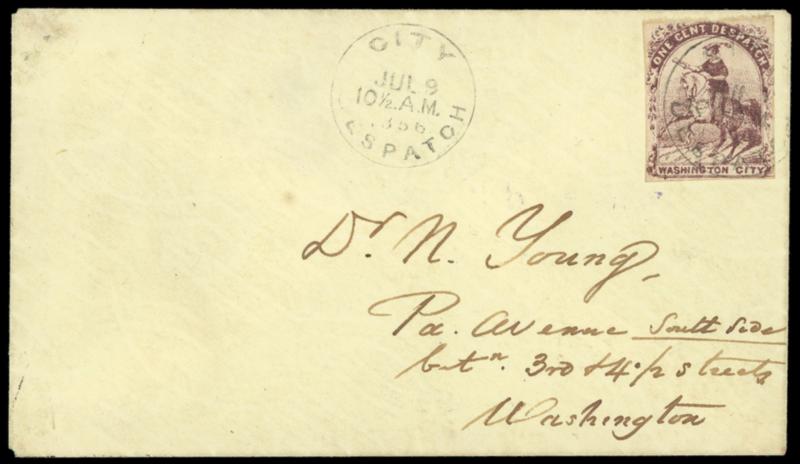 CITY
JUL 9
10½ A.M.
1856
DESPATCH
ONE CENT DESPATCH
WASHINGTON CITY
Dr. N. Young,
Pa. Avenue South side
betn. 3rd & 4½ streets
Washington